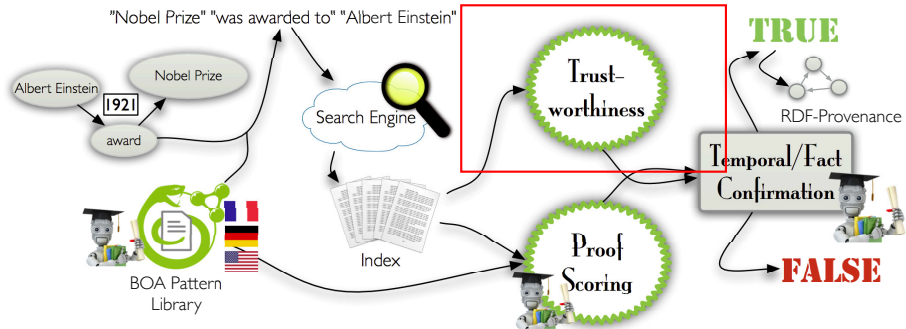 "Nobel Prize" "was awarded to" "Albert Einstein"
TRUE
Nobel Prize
Albert Einstein
1921
award
Search Engine
Trust-
worthiness
RDF-Provenance
Temporal/Fact
Confirmation
BOA Pattern
Library
Index
Proof
Scoring
FALSE